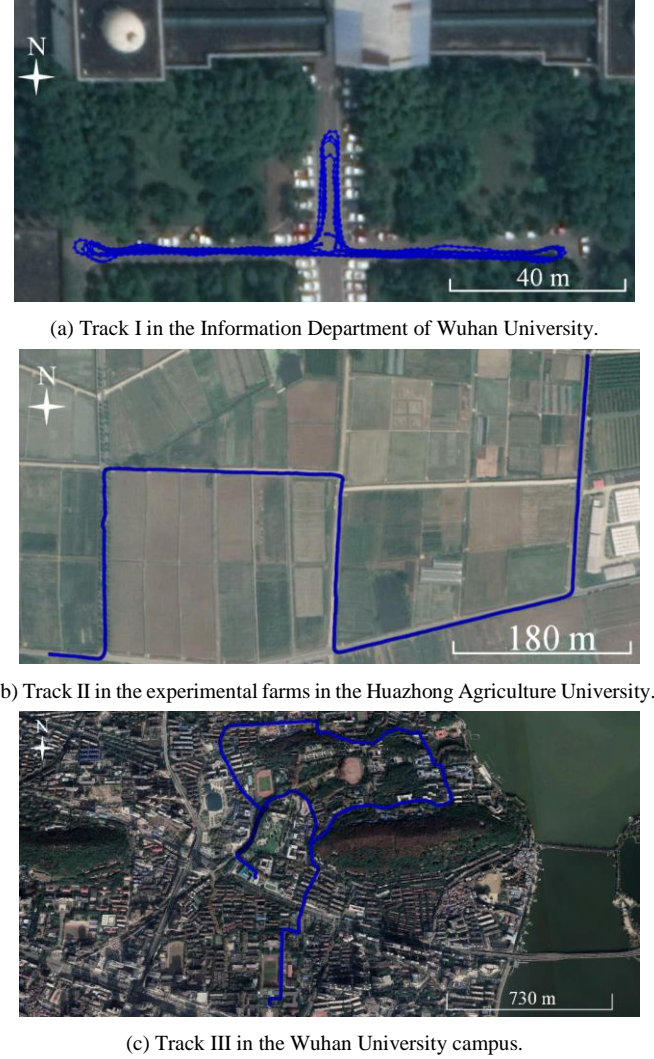 N
40 m
(a) Track I in the Information Department of Wuhan University.
N
180 m
b) Track II in the experimental farms in the Huazhong Agriculture University.
N
730 m
(c) Track III in the Wuhan University campus.